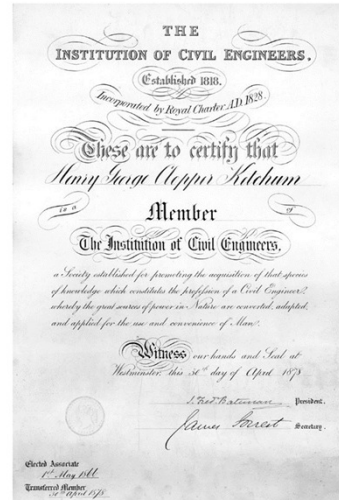 THE
INSTITUTION OF CIVIL ENGINEERS.
Established 1818.
Incorporated by Royal Charter A.D. 1828.
These are to certify that
Henry George Clopper Ketchum
is a Member of
The Institution of Civil Engineers,
a Society established for promoting the acquisition of that species
of knowledge which constitutes the profession of a Civil Engineer,
whereby the great sources of power in Nature are converted, adapted,
and applied for the use and convenience of Man.
Witness our hands and Seal at
Westminster, this 30th day of April 1878
J. Fred. Bateman President.
James Forrest Secretary.
Elected Associate
1st May 1866
Transferred Member
30th April 1878